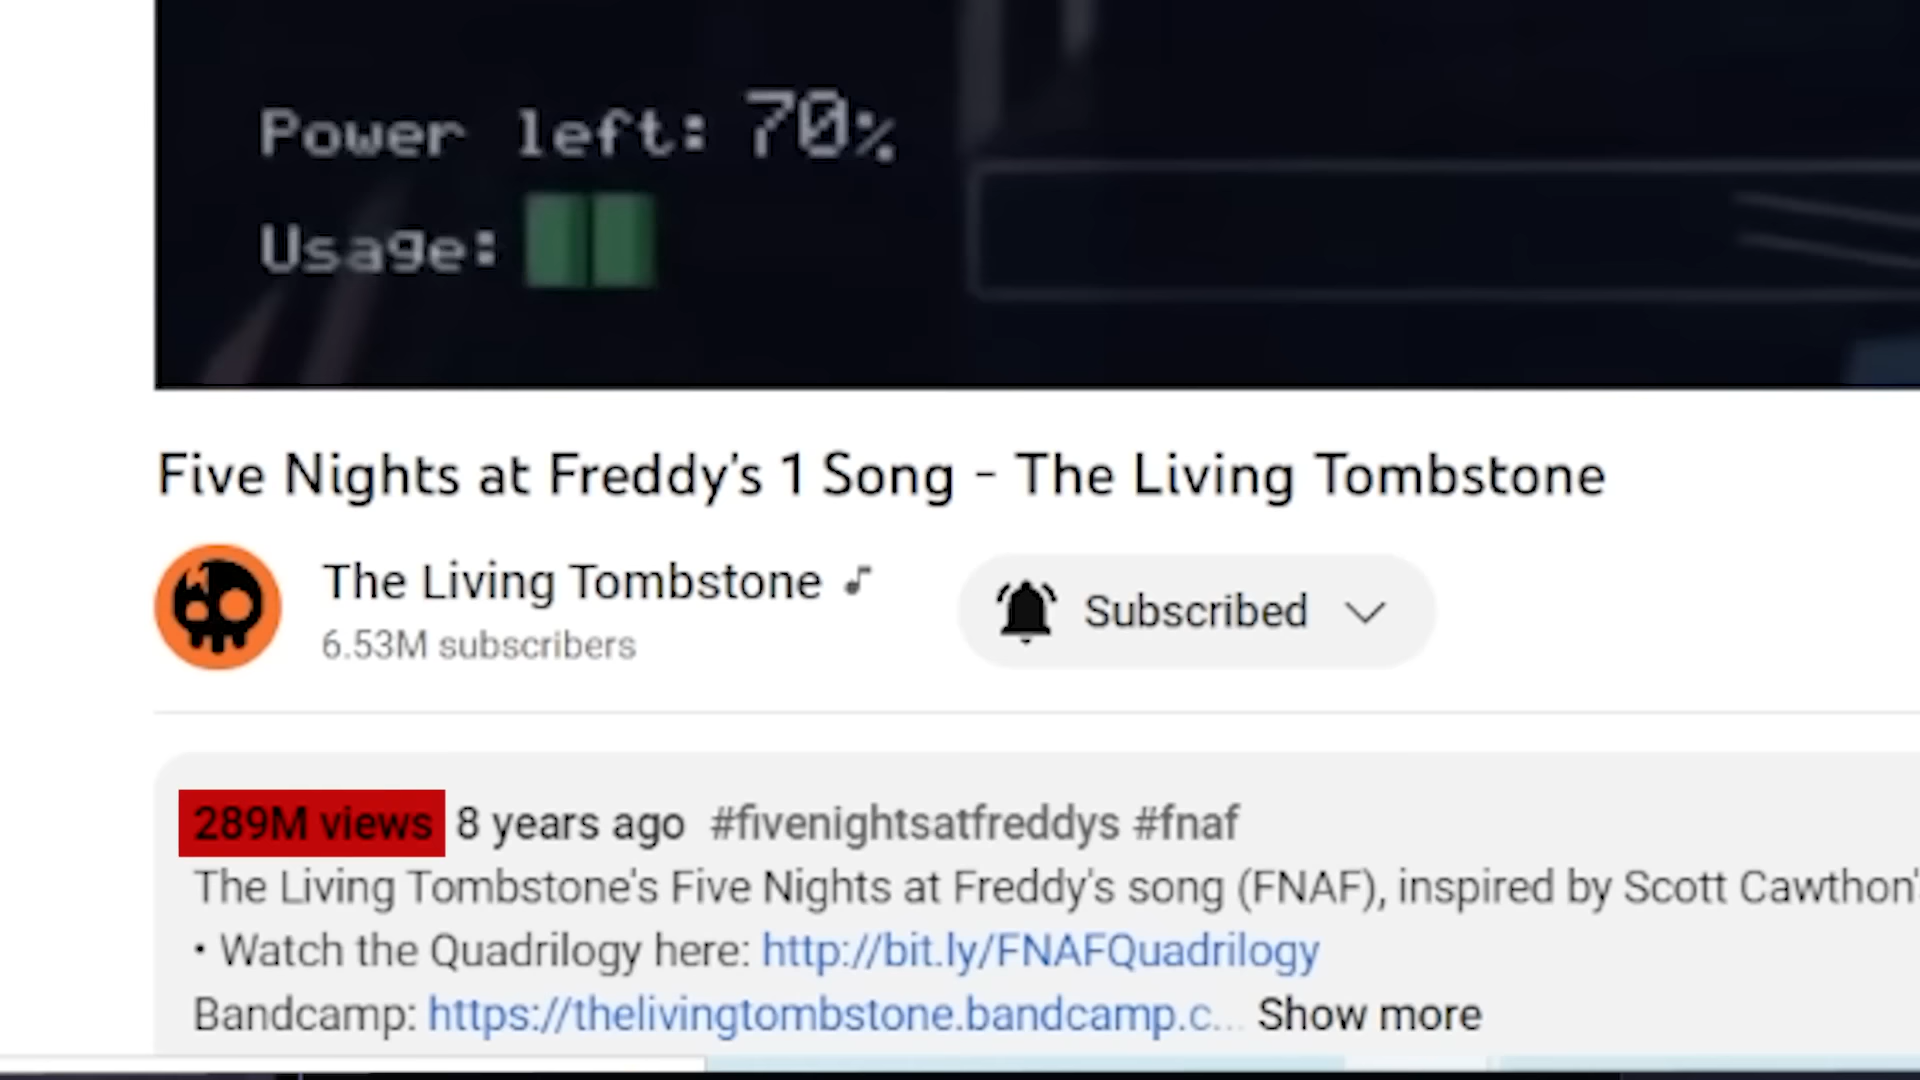 Power left: 70%
Usage:
Five Nights at Freddy's 1 Song - The Living Tombstone
The Living Tombstone
6.53M subscribers
Subscribed
289M views 8 years ago #fivenightsatfreddys #fnaf
The Living Tombstone's Five Nights at Freddy's song (FNAF), inspired by Scott Cawthon'
• Watch the Quadrilogy here: http://bit.ly/FNAFQuadrilogy
Bandcamp: https://thelivingtombstone.bandcamp.c... Show more